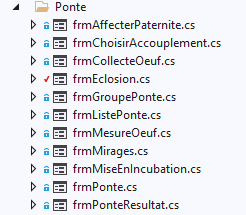 Ponte
frmAffecterPaternite.cs
frmChoisirAccouplement.cs
frmCollecteOeuf.cs
frmEclosion.cs
frmGroupePonte.cs
frmListePonte.cs
frmMesureOeuf.cs
frmMirages.cs
frmMiseEnIncubation.cs
frmPonte.cs
frmPonteResultat.cs